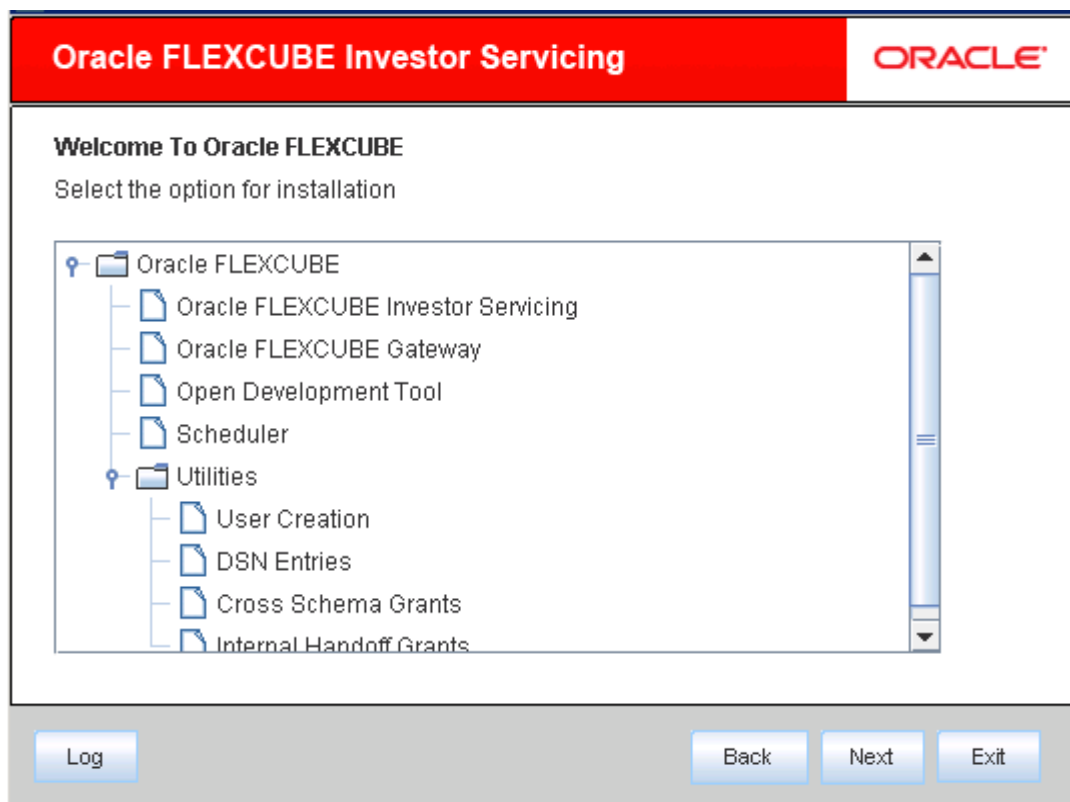 Oracle FLEXCUBE Investor Servicing
ORACLE
Welcome To Oracle FLEXCUBE
Select the option for installation
Oracle FLEXCUBE
Oracle FLEXCUBE Investor Servicing
Oracle FLEXCUBE Gateway
Open Development Tool
Scheduler
Utilities
User Creation
DSN Entries
Cross Schema Grants
Internal Handoff Grants
Log
Back
Next
Exit